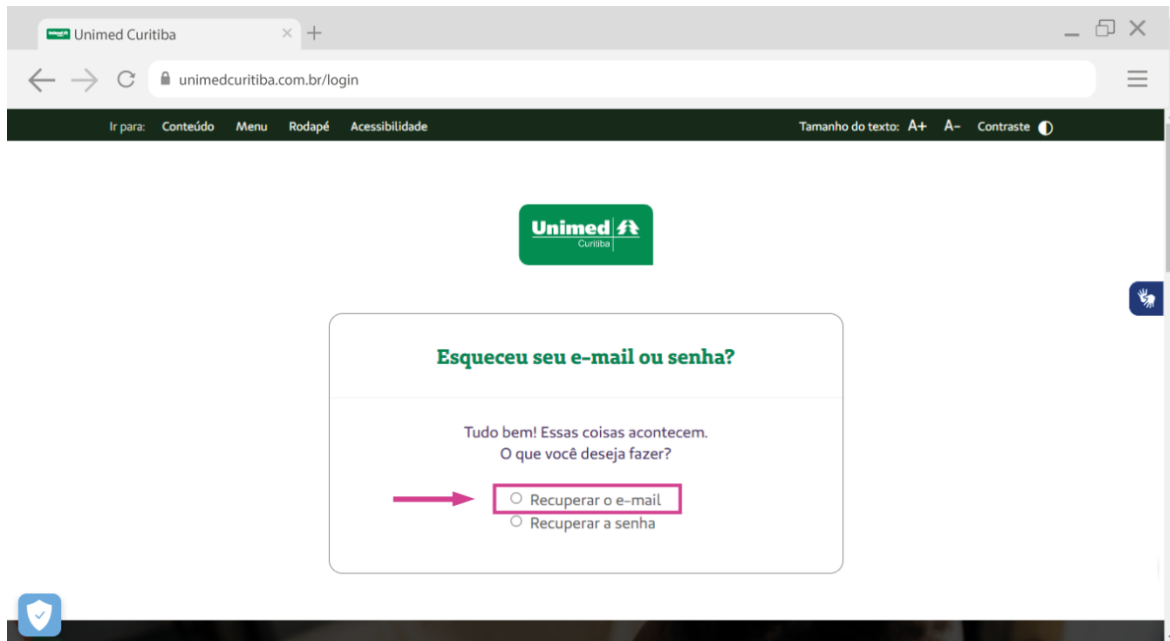 Unimed Curitiba
unimedcuritiba.com.br/login
Ir para: Conteúdo Menu Rodapé Acessibilidade Tamanho do texto: A+ A- Contraste
Unimed
Curitiba
Esqueceu seu e-mail ou senha?
Tudo bem! Essas coisas acontecem.
O que você deseja fazer?
Recuperar o e-mail
Recuperar a senha